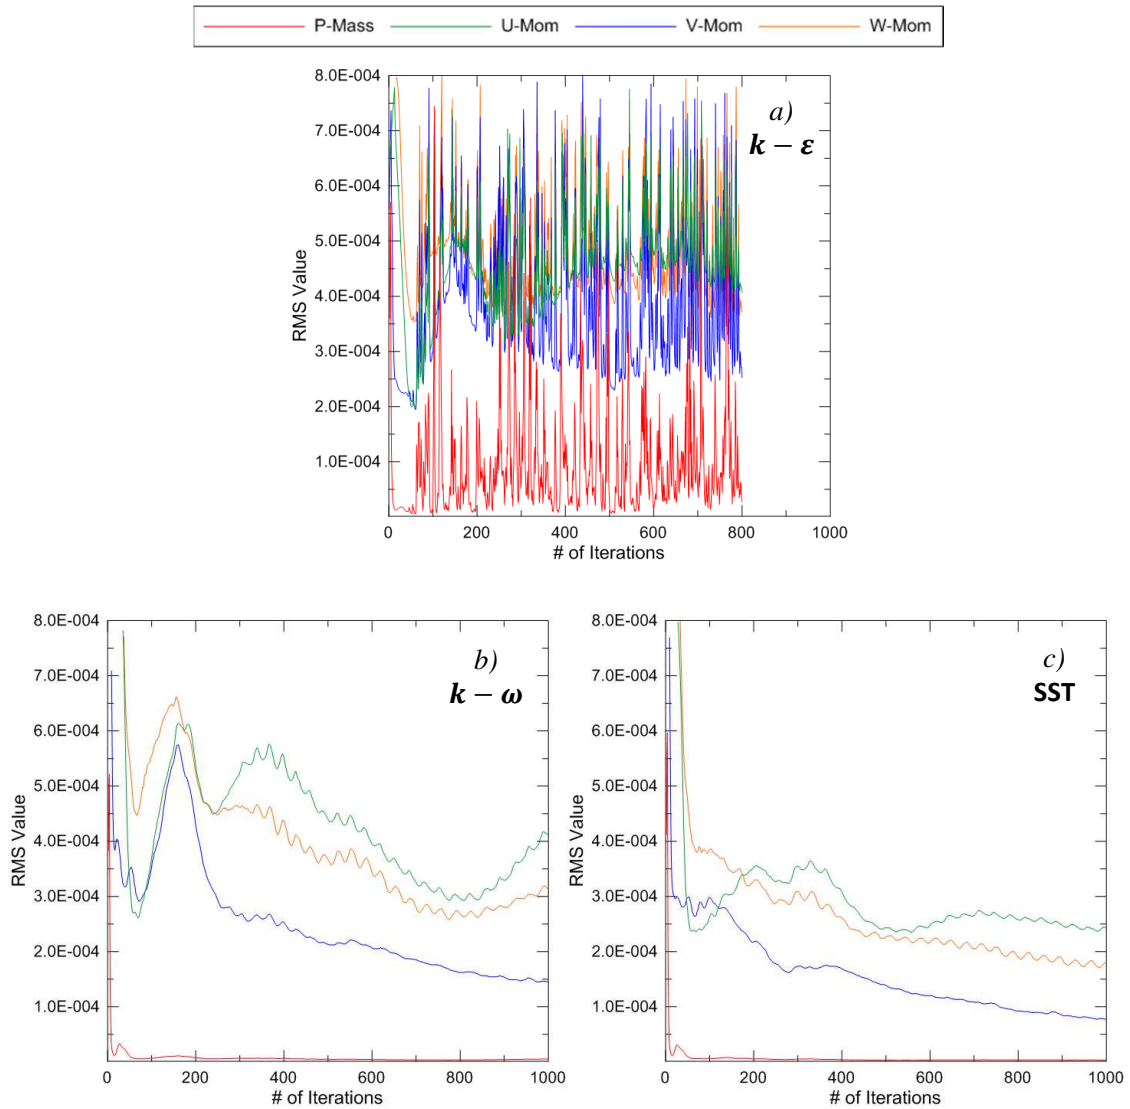 P-Mass U-Mom V-Mom W-Mom
8.0E-004
7.0E-004
6.0E-004
5.0E-004
4.0E-004
3.0E-004
2.0E-004
1.0E-004
RMS Value
a)
k − ε
0 200 400 600 800 1000
# of Iterations
8.0E-004
7.0E-004
6.0E-004
5.0E-004
4.0E-004
3.0E-004
2.0E-004
1.0E-004
RMS Value
b)
k − ω
0 200 400 600 800 1000
# of Iterations
8.0E-004
7.0E-004
6.0E-004
5.0E-004
4.0E-004
3.0E-004
2.0E-004
1.0E-004
RMS Value
c)
SST
0 200 400 600 800 1000
# of Iterations